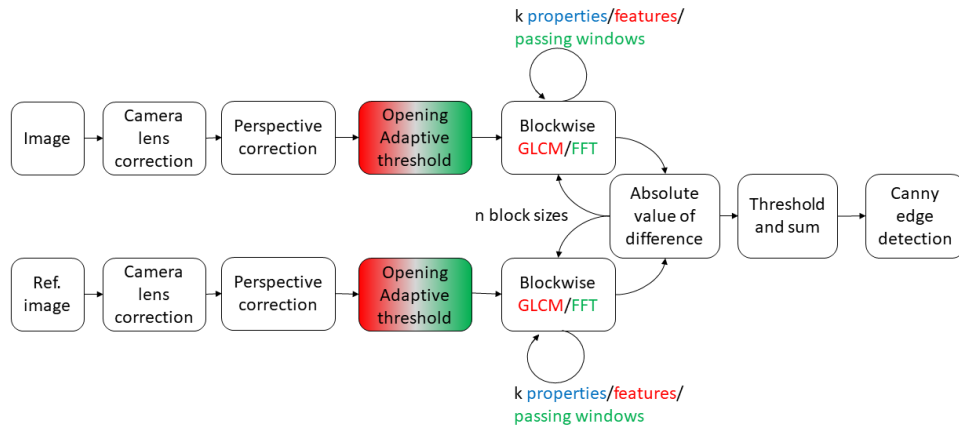 k properties/features/
passing windows
Image
Camera
lens
correction
Perspective
correction
Opening
Adaptive
threshold
Blockwise
GLCM/FFT
n block sizes
Absolute
value of
difference
Threshold
and sum
Canny
edge
detection
Ref.
image
Camera
lens
correction
Perspective
correction
Opening
Adaptive
threshold
Blockwise
GLCM/FFT
k properties/features/
passing windows